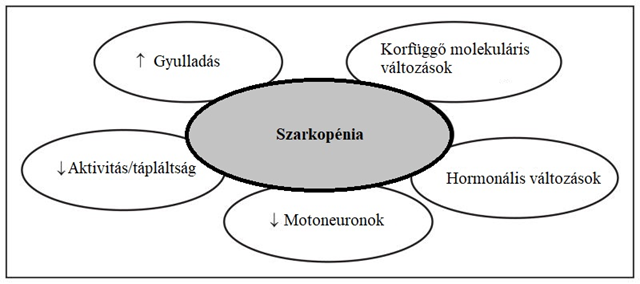 ↑ Gyulladás
Korfüggő molekuláris
változások
Szarkopénia
↓Aktivitás/tápláltság
Hormonális változások
↓ Motoneuronok